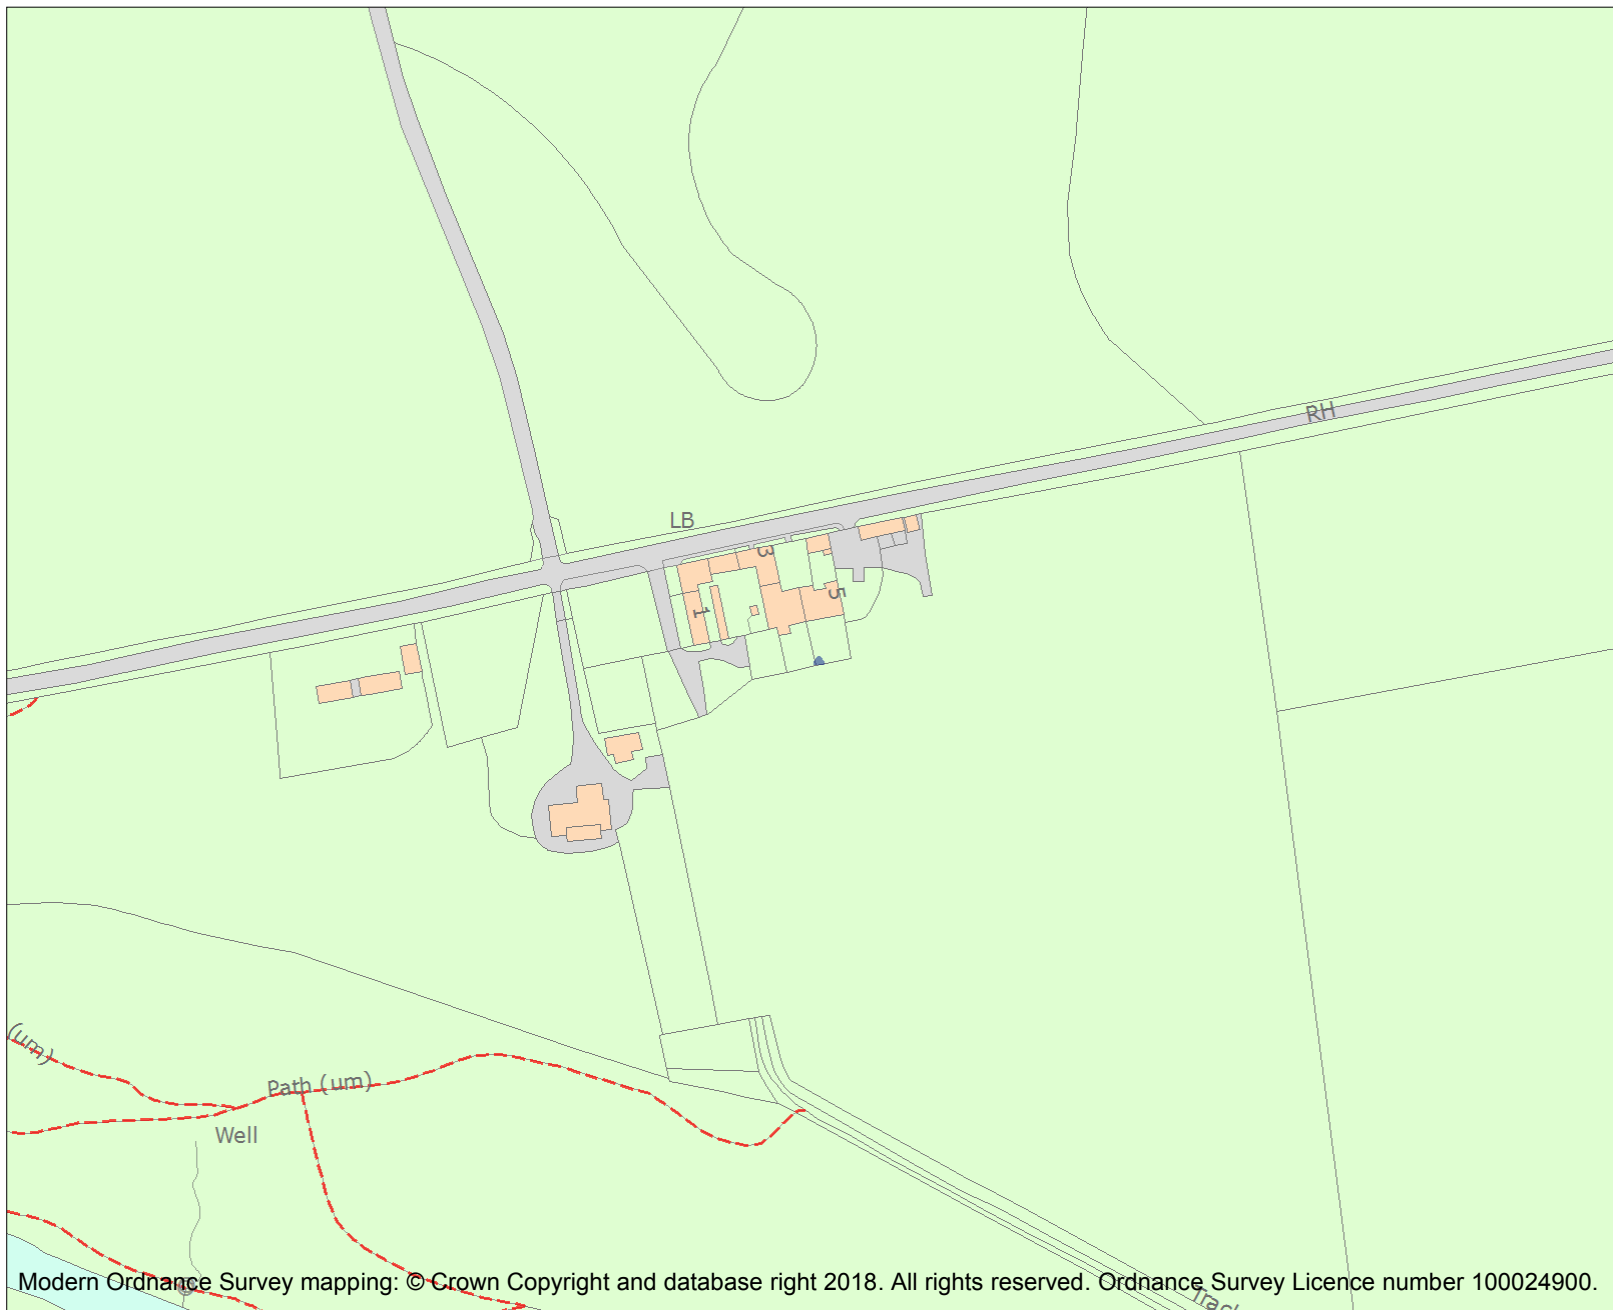 RH
LB
3
5
1
(um)
Path (um)
Well
Track
Modern Ordnance Survey mapping: © Crown Copyright and database right 2018. All rights reserved. Ordnance Survey Licence number 100024900.